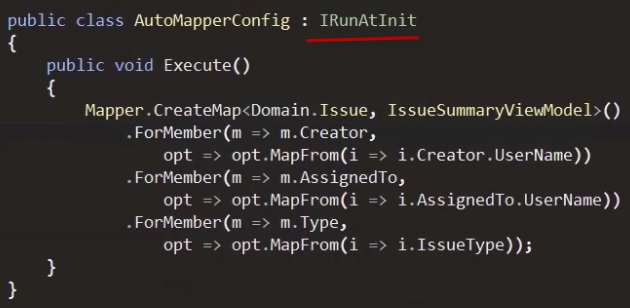 public class AutoMapperConfig : IRunAtInit
{
    public void Execute()
    {
        Mapper.CreateMap<Domain.Issue, IssueSummaryViewModel>()
            .ForMember(m => m.Creator,
                opt => opt.MapFrom(i => i.Creator.UserName))
            .ForMember(m => m.AssignedTo,
                opt => opt.MapFrom(i => i.AssignedTo.UserName))
            .ForMember(m => m.Type,
                opt => opt.MapFrom(i => i.IssueType));
    }
}